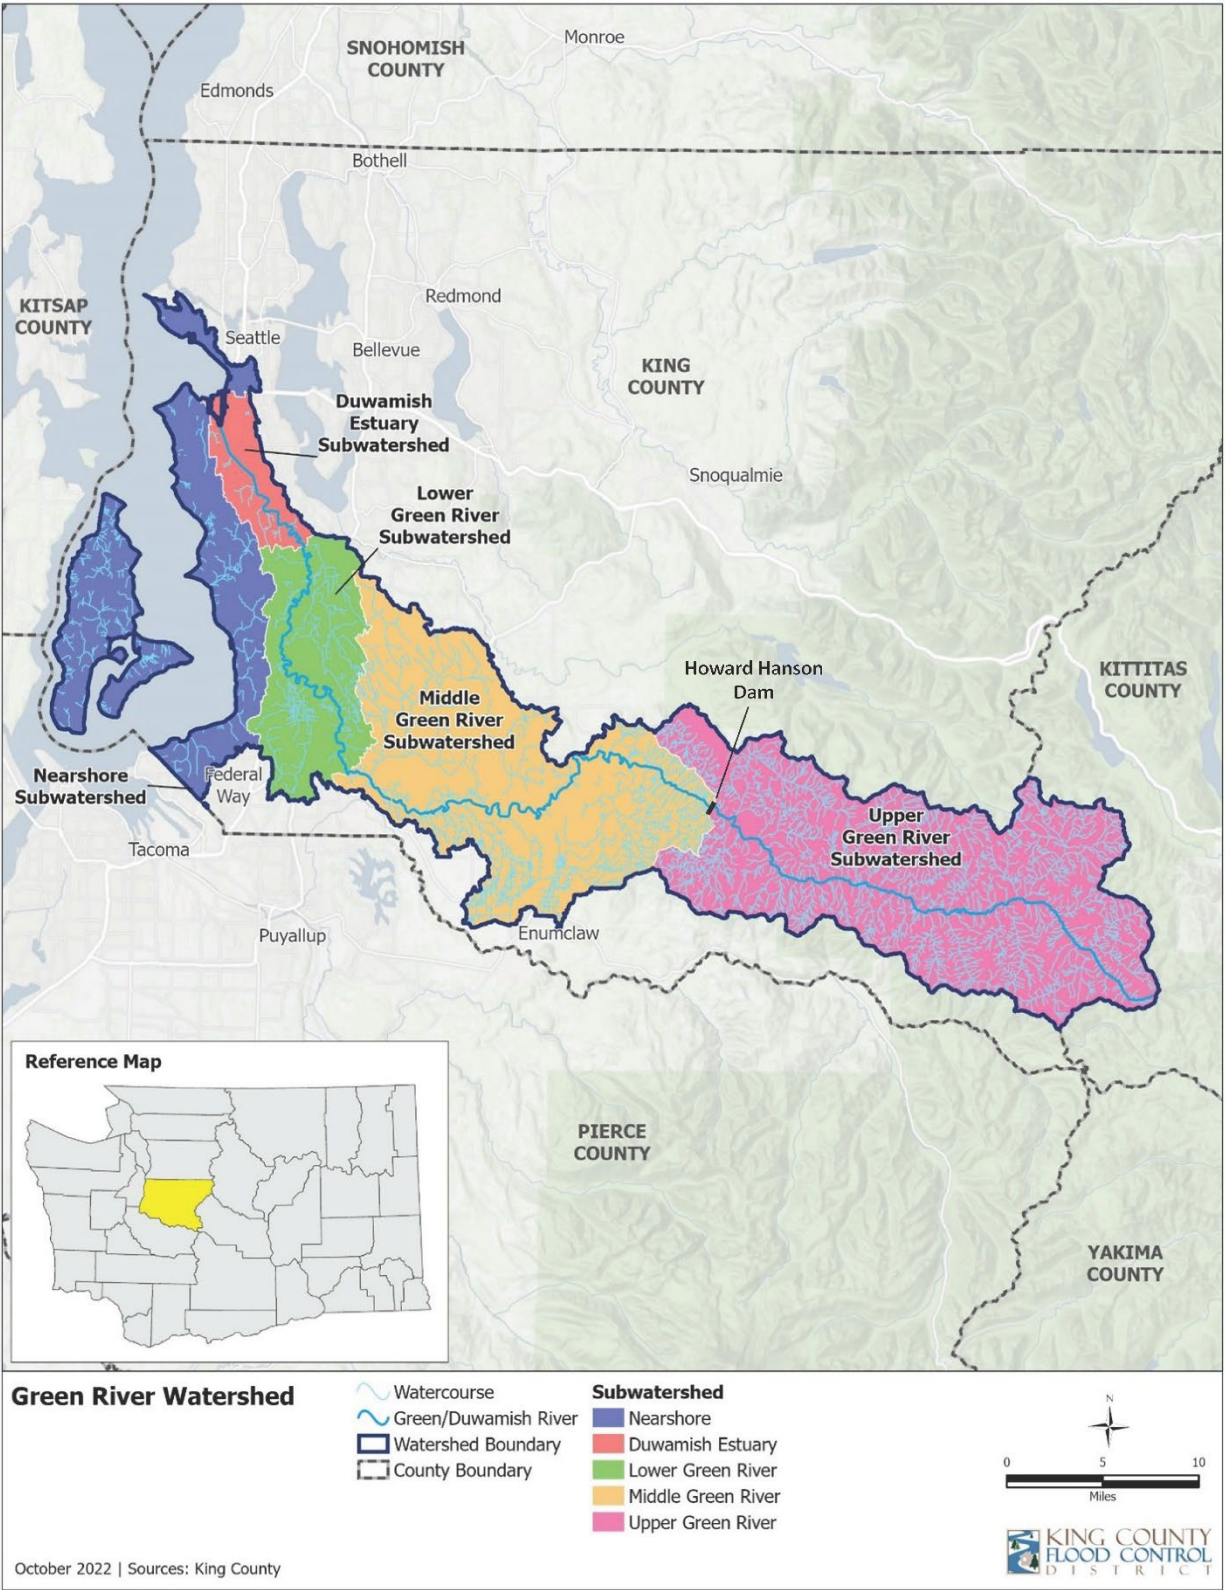 SNOHOMISH
COUNTY
Monroe
Edmonds
Bothell
KITSAP
COUNTY
Redmond
Seattle
Bellevue
KING
COUNTY
Duwamish
Estuary
Subwatershed
Snoqualmie
Lower
Green River
Subwatershed
Howard Hanson
Dam
KITTITAS
COUNTY
Middle
Green River
Subwatershed
Nearshore
Subwatershed
Federal
Way
Upper
Green River
Subwatershed
Tacoma
Puyallup
Enumclaw
Reference Map
PIERCE
COUNTY
YAKIMA
COUNTY
Green River Watershed
Watercourse
Green/Duwamish River
Watershed Boundary
County Boundary
Subwatershed
Nearshore
Duwamish Estuary
Lower Green River
Middle Green River
Upper Green River
N
0 5 10
Miles
KING COUNTY
FLOOD CONTROL
DISTRICT
October 2022 | Sources: King County